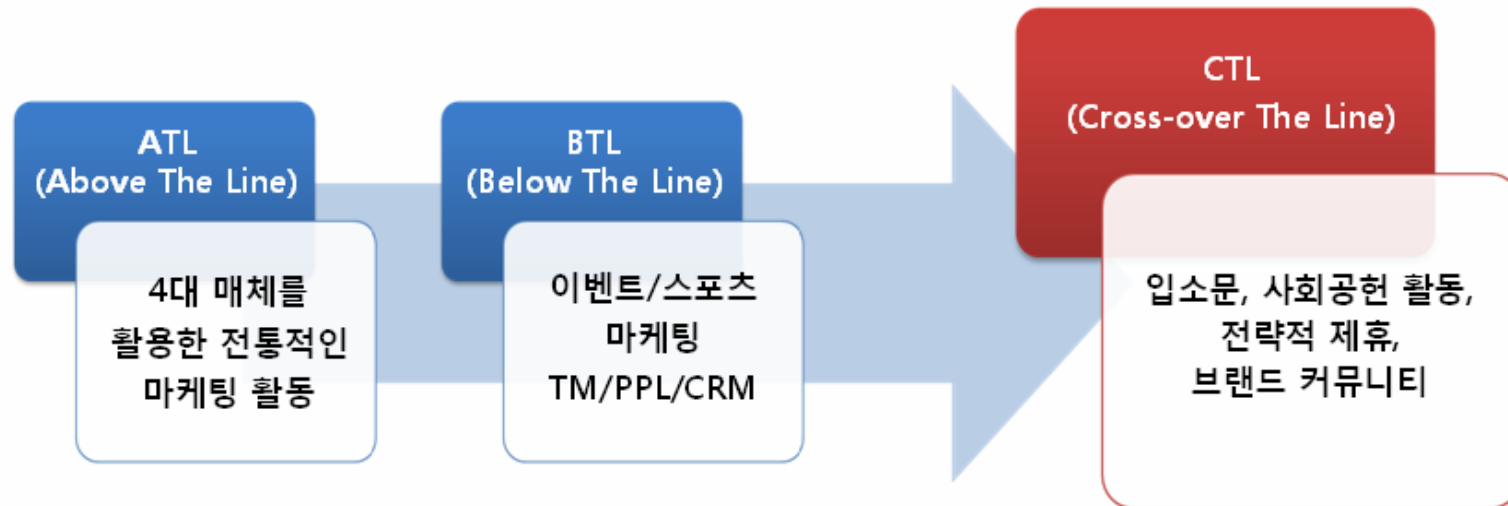 ATL
(Above The Line)
4대 매체를
활용한 전통적인
마케팅 활동
BTL
(Below The Line)
이벤트/스포츠
마케팅
TM/PPL/CRM
CTL
(Cross-over The Line)
입소문, 사회공헌 활동,
전략적 제휴,
브랜드 커뮤니티